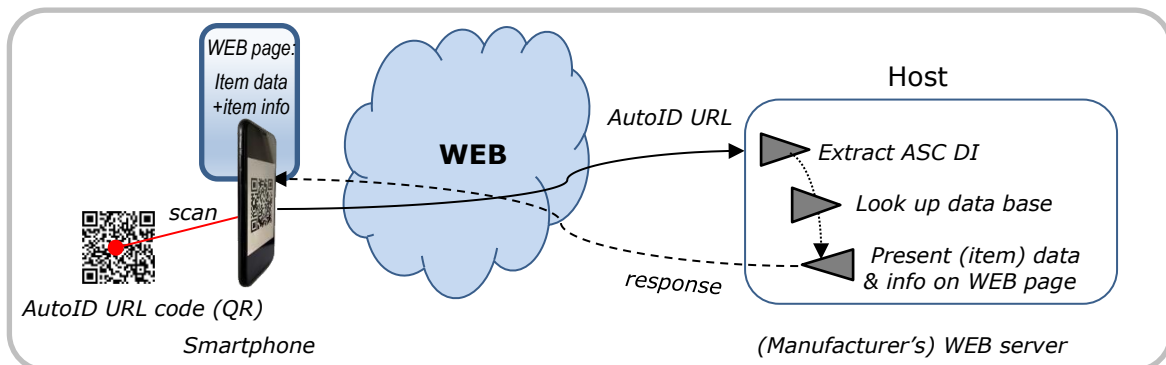 WEB page:
Item data
+item info
Host
AutoID URL
WEB
Extract ASC DI
scan
Look up data base
Present (item) data
& info on WEB page
response
AutoID URL code (QR)
Smartphone
(Manufacturer's) WEB server